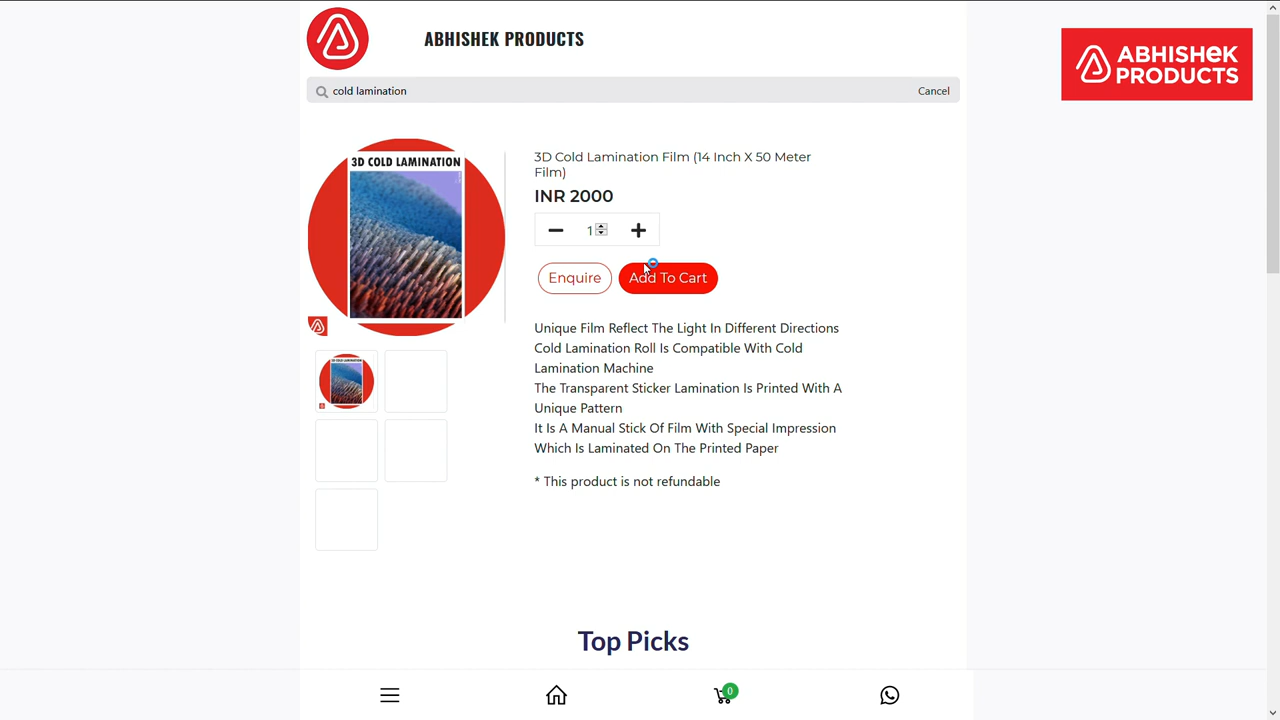 ABHISHEK PRODUCTS
ABHISHEK
PRODUCTS
cold lamination
Cancel
3D COLD LAMINATION
3D Cold Lamination Film (14 Inch X 50 Meter
Film)
INR 2000
1
Enquire
Add To Cart
Unique Film Reflect The Light In Different Directions
Cold Lamination Roll Is Compatible With Cold
Lamination Machine
The Transparent Sticker Lamination Is Printed With A
Unique Pattern
It Is A Manual Stick Of Film With Special Impression
Which Is Laminated On The Printed Paper
* This product is not refundable
Top Picks
0